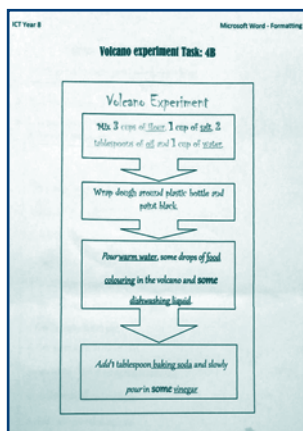 ICT Year 8
Microsoft Word - Formatting
Volcano experiment Task: 4B
Volcano Experiment
Mix 3 cups of flour, 1 cup of salt, 2
tablespoons of oil and 1 cup of water.
Wrap dough around plastic bottle and
paint black.
Pour warm water, some drops of food
colouring in the volcano and some
dishwashing liquid.
Add 1 tablespoon baking soda and slowly
pour in some vinegar